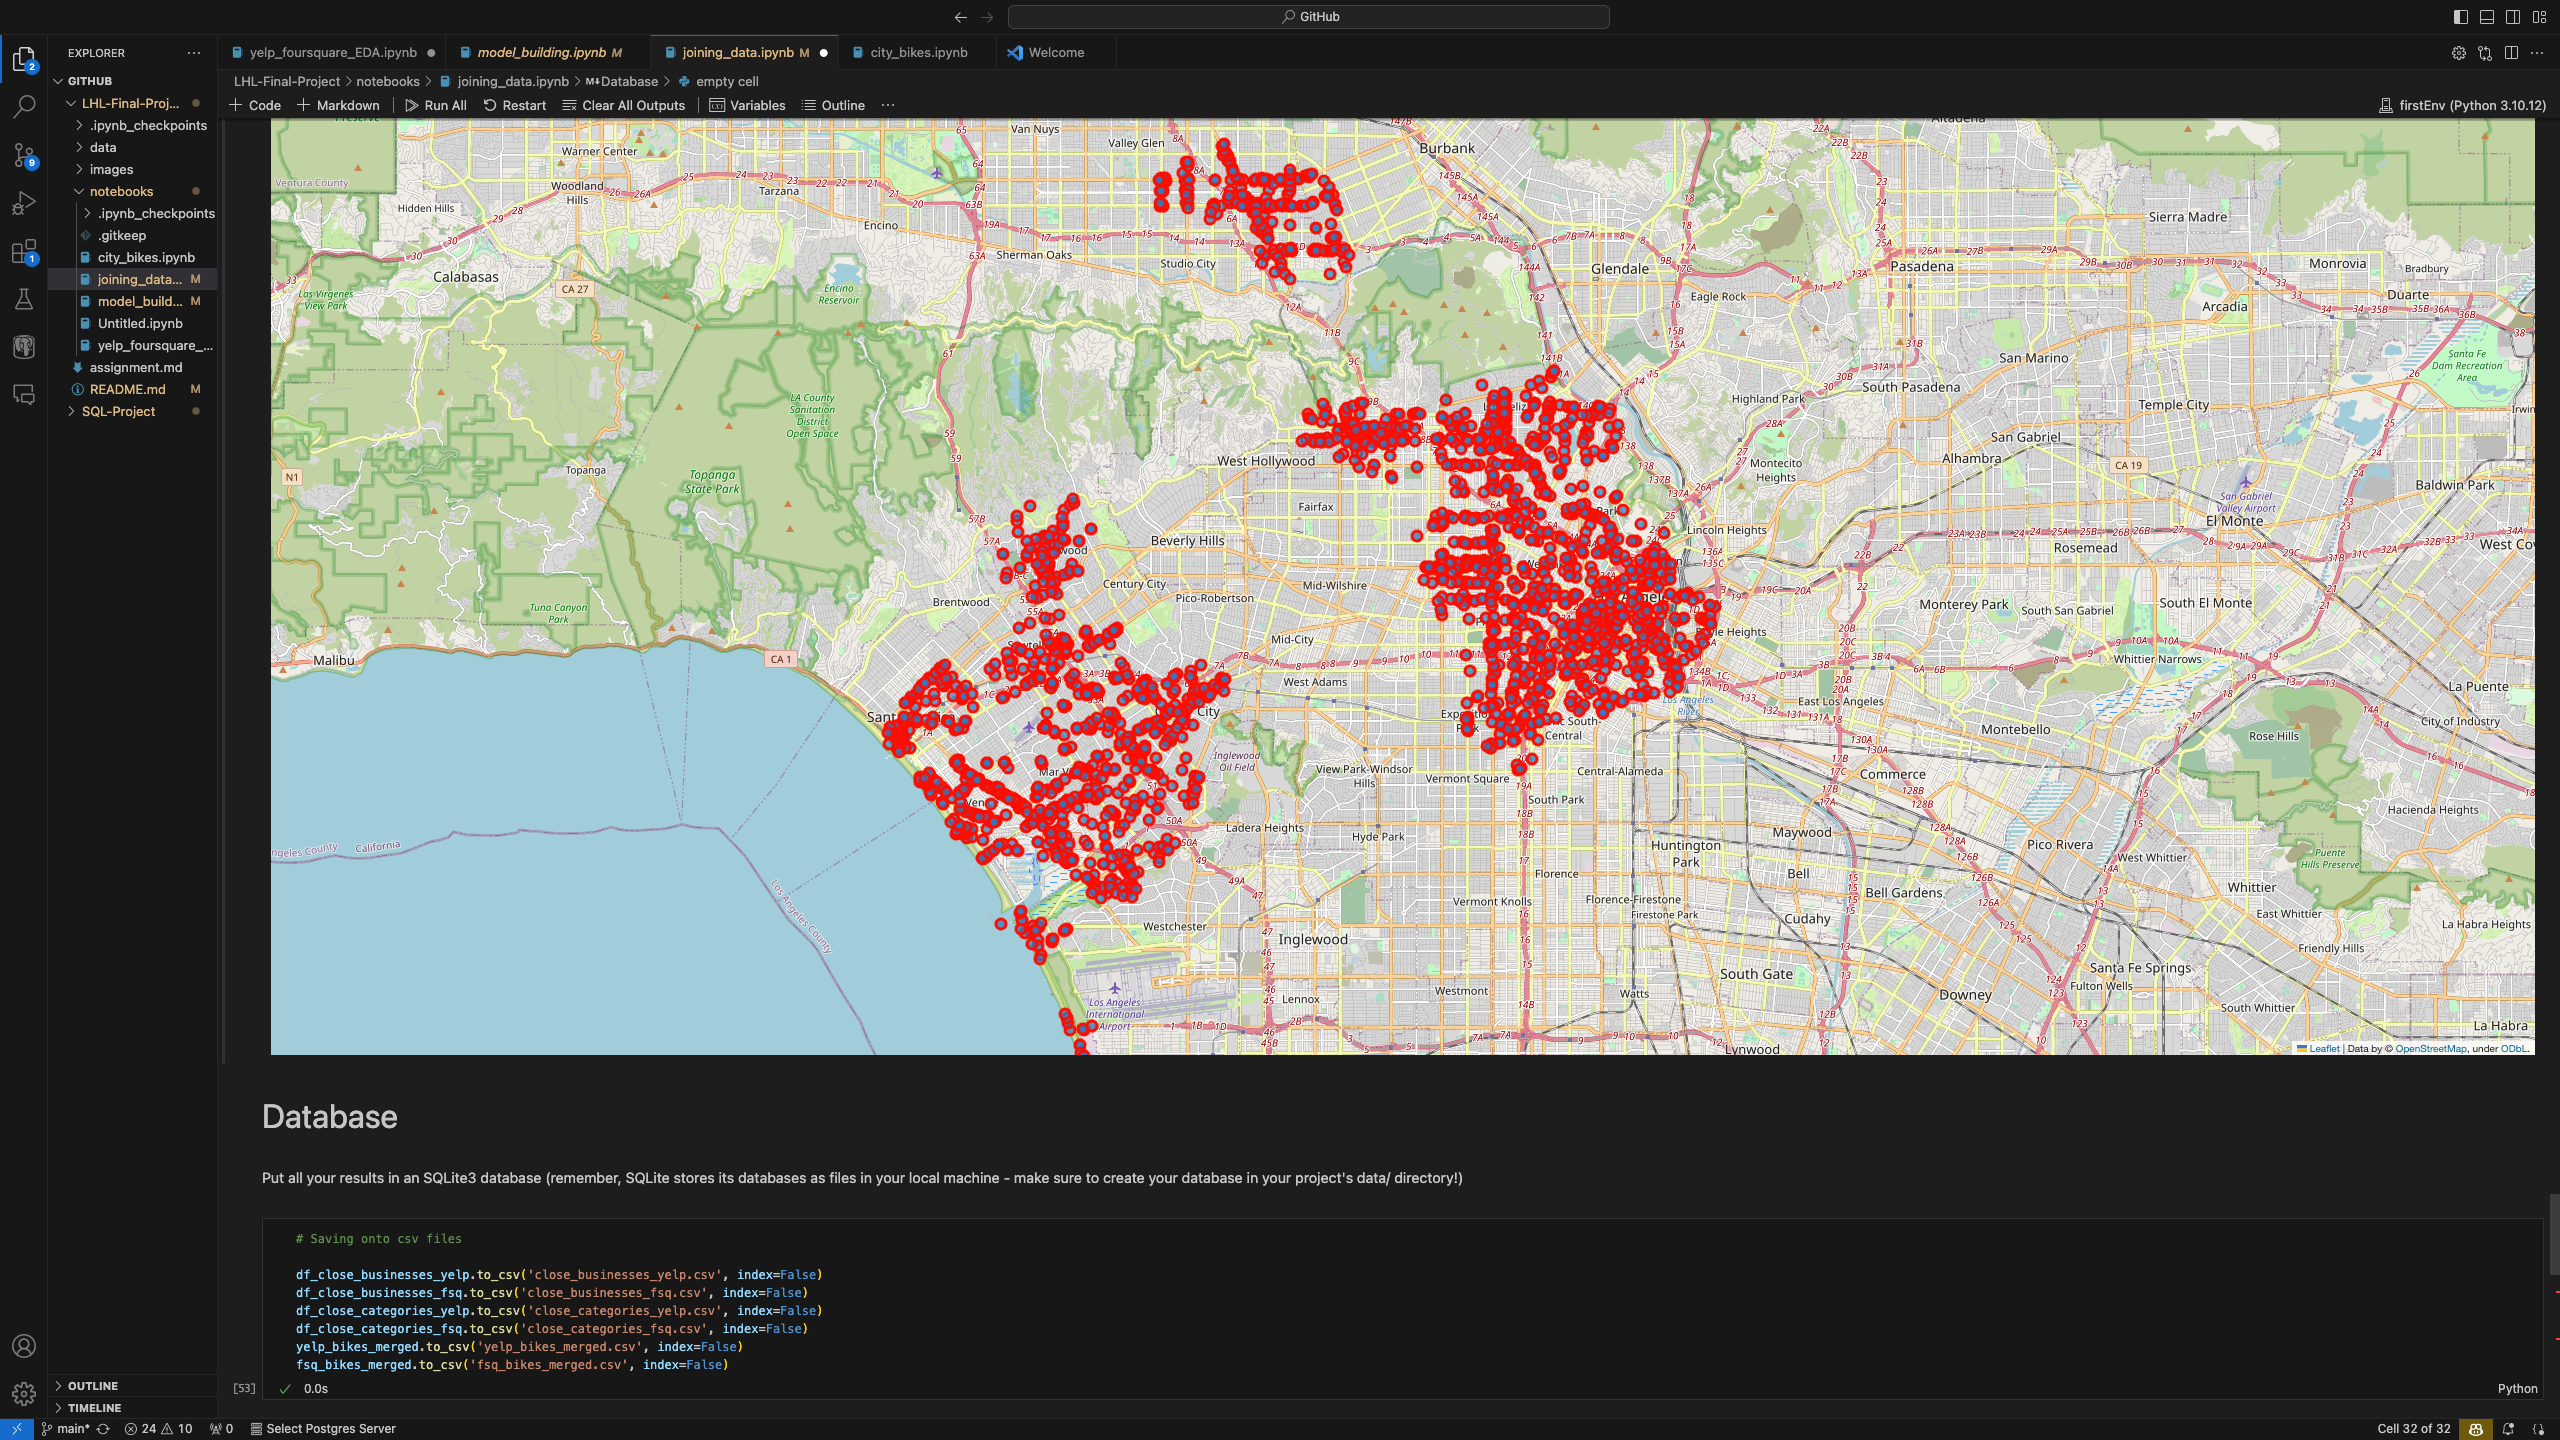 GitHub
EXPLORER
GITHUB
LHL-Final-Proj...
.ipynb_checkpoints
data
images
notebooks
.ipynb_checkpoints
.gitkeep
city_bikes.ipynb
joining_data... M
model_build... M
Untitled.ipynb
yelp_foursquare_...
assignment.md
README.md M
SQL-Project
OUTLINE
TIMELINE
yelp_foursquare_EDA.ipynb
model_building.ipynb M
joining_data.ipynb M
city_bikes.ipynb
Welcome
LHL-Final-Project > notebooks > joining_data.ipynb > M↓Database > empty cell
Code Markdown Run All Restart Clear All Outputs Variables Outline ...
firstEnv (Python 3.10.12)
Van Nuys
Valley Glen
Burbank
Altadena
Warner Center
Woodland Hills
Tarzana
Ventura County
Hidden Hills
Encino
Sierra Madre
Calabasas
Sherman Oaks
Studio City
Glendale
Pasadena
Monrovia
Bradbury
Las Virgenes View Park
CA 27
Encino Reservoir
Eagle Rock
Arcadia
Duarte
San Marino
Santa Fe Dam Recreation Area
South Pasadena
LA County Sanitation District Open Space
Highland Park
Temple City
Irwin
West Hollywood
San Gabriel
Topanga
Montecito Heights
Alhambra
CA 19
N1
Topanga State Park
Baldwin Park
San Gabriel Valley Airport
Fairfax
El Monte
Lincoln Heights
Beverly Hills
Rosemead
West Cov
Century City
Mid-Wilshire
Brentwood
Pico-Robertson
Tuna Canyon Park
Monterey Park
South San Gabriel
South El Monte
Mid-City
Malibu
CA 1
Whittier Narrows
West Adams
La Puente
Los Angeles River
East Los Angeles
City of Industry
Montebello
Rose Hills
Central
Inglewood Oil Field
View Park-Windsor Hills
Vermont Square
Central-Alameda
Commerce
South Park
Hacienda Heights
Ladera Heights
Hyde Park
Maywood
Huntington Park
Pico Rivera
ngeles County
California
West Whittier
Puente Hills Preserve
Florence
Bell
Bell Gardens
Whittier
Los Angeles County
Vermont Knolls
Florence-Firestone
Firestone Park
Cudahy
East Whittier
La Habra Heights
Westchester
Inglewood
Friendly Hills
South Gate
Santa Fe Springs
Fulton Wells
Los Angeles International Airport
Lennox
Westmont
Watts
Downey
South Whittier
La Habra
Lynwood
Leaflet | Data by © OpenStreetMap, under ODbL.
Database
Put all your results in an SQLite3 database (remember, SQLite stores its databases as files in your local machine - make sure to create your database in your project's data/ directory!)
# Saving onto csv files
df_close_businesses_yelp.to_csv('close_businesses_yelp.csv', index=False)
df_close_businesses_fsq.to_csv('close_businesses_fsq.csv', index=False)
df_close_categories_yelp.to_csv('close_categories_yelp.csv', index=False)
df_close_categories_fsq.to_csv('close_categories_fsq.csv', index=False)
yelp_bikes_merged.to_csv('yelp_bikes_merged.csv', index=False)
fsq_bikes_merged.to_csv('fsq_bikes_merged.csv', index=False)
[53] 0.0s
Python
main* 24 10 0 Select Postgres Server
Cell 32 of 32